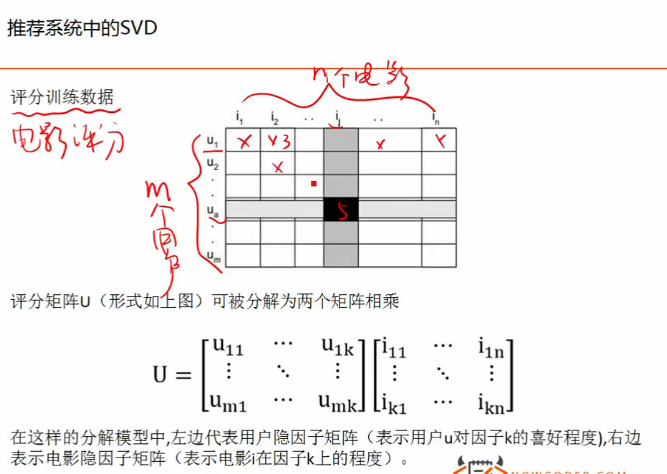 推荐系统中的SVD
n个电影
评分训练数据
电影评分
i1 i2 .. ij .. in
u1 x x3 x x
u2 x
.
ua 5
.
um
m个用户
评分矩阵U（形式如上图）可被分解为两个矩阵相乘
U = [u11 ⋯ u1k] [i11 ⋯ i1n]
⋮ ⋱ ⋮ ⋮ ⋱ ⋮
um1 ⋯ umk ik1 ⋯ ikn
在这样的分解模型中,左边代表用户隐因子矩阵（表示用户u对因子k的喜好程度),右边
表示电影隐因子矩阵（表示电影i在因子k上的程度）。
NOWCODER.COM